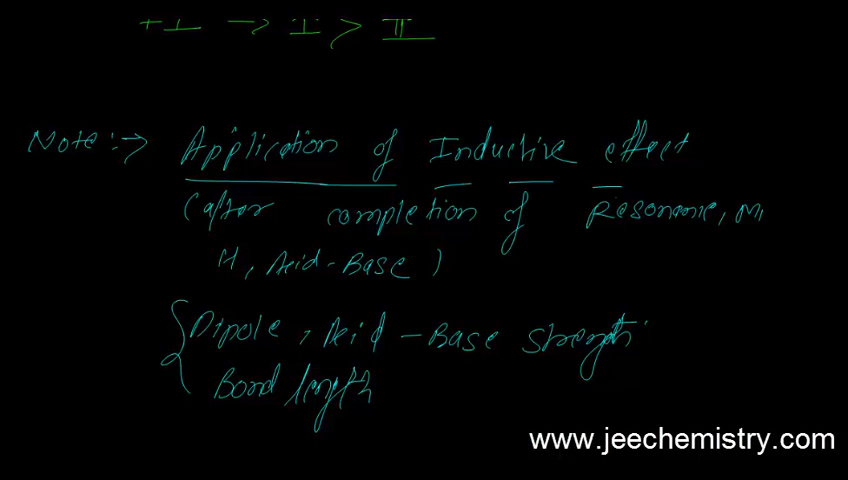 +I → I > II
Note:→ Application of Inductive effect
(after completion of Resonance, M,
H, Acid-Base)
Dipole, Acid-Base strength
Bond length
www.jeechemistry.com